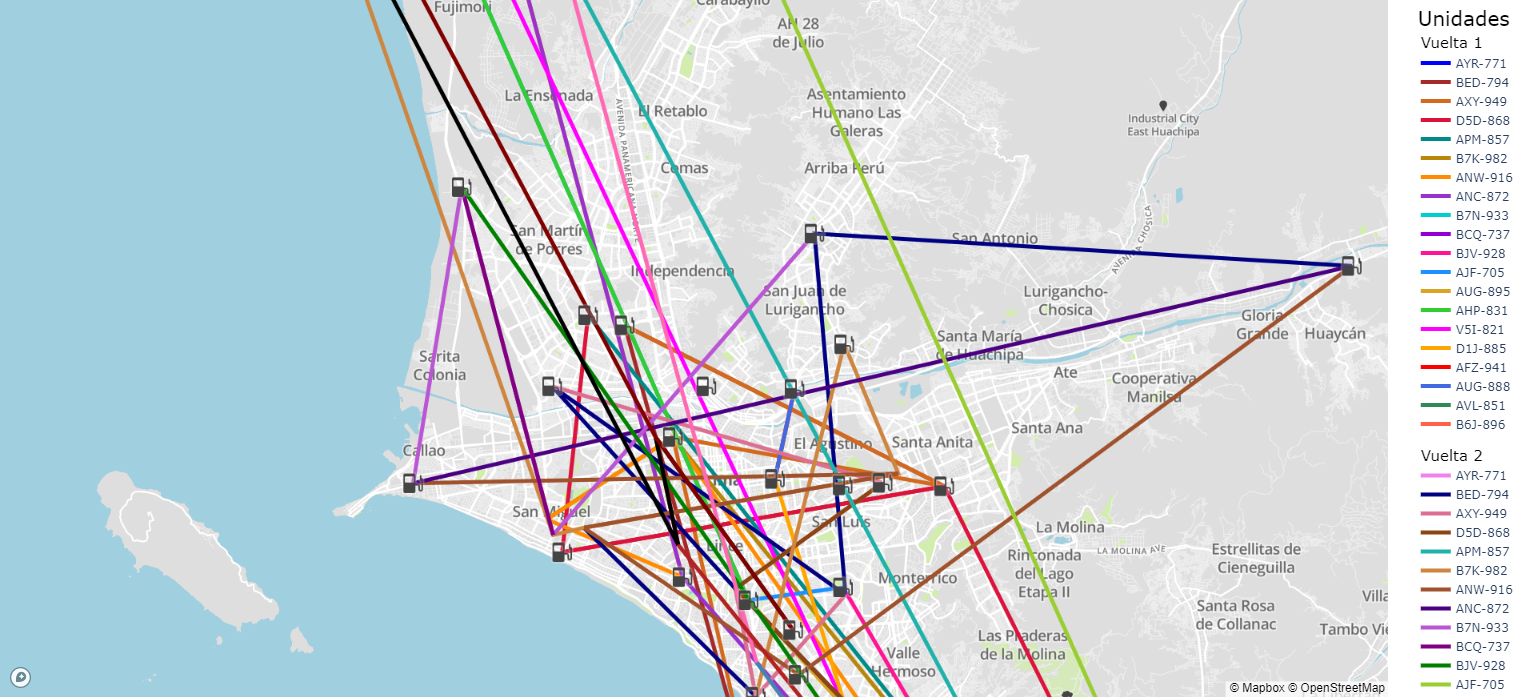 Fujimori
Carabayllo
AH 28
de Julio
La Ensenada
El Retablo
AVENIDA PANAMERICANA NORTE
Asentamiento
Humano Las
Galeras
Industrial City
East Huachipa
Comas
Arriba Perú
San Martín
de Porres
San Antonio
AVENIDA CHOSICA
Independencia
San Juan de
Lurigancho
Lurigancho-
Chosica
Gloria
Grande
Huaycán
Santa María
de Huachipa
Sarita
Colonia
Ate
Cooperativa
Manilsa
Callao
El Agustino
Santa Anita
Santa Ana
San Miguel
San Luis
La Molina
Lince
LA MOLINA AVE
Rinconada
del Lago
Etapa II
Estrellitas de
Cieneguilla
Monterrico
Santa Rosa
de Collanac
Las Praderas
de la Molina
Valle
Hermoso
© Mapbox © OpenStreetMap
Unidades
Vuelta 1
AYR-771
BED-794
AXY-949
D5D-868
APM-857
B7K-982
ANW-916
ANC-872
B7N-933
BCQ-737
BJV-928
AJF-705
AUG-895
AHP-831
V5I-821
D1J-885
AFZ-941
AUG-888
AVL-851
B6J-896
Vuelta 2
AYR-771
BED-794
AXY-949
D5D-868
APM-857
B7K-982
ANW-916
ANC-872
B7N-933
BCQ-737
BJV-928
AJF-705